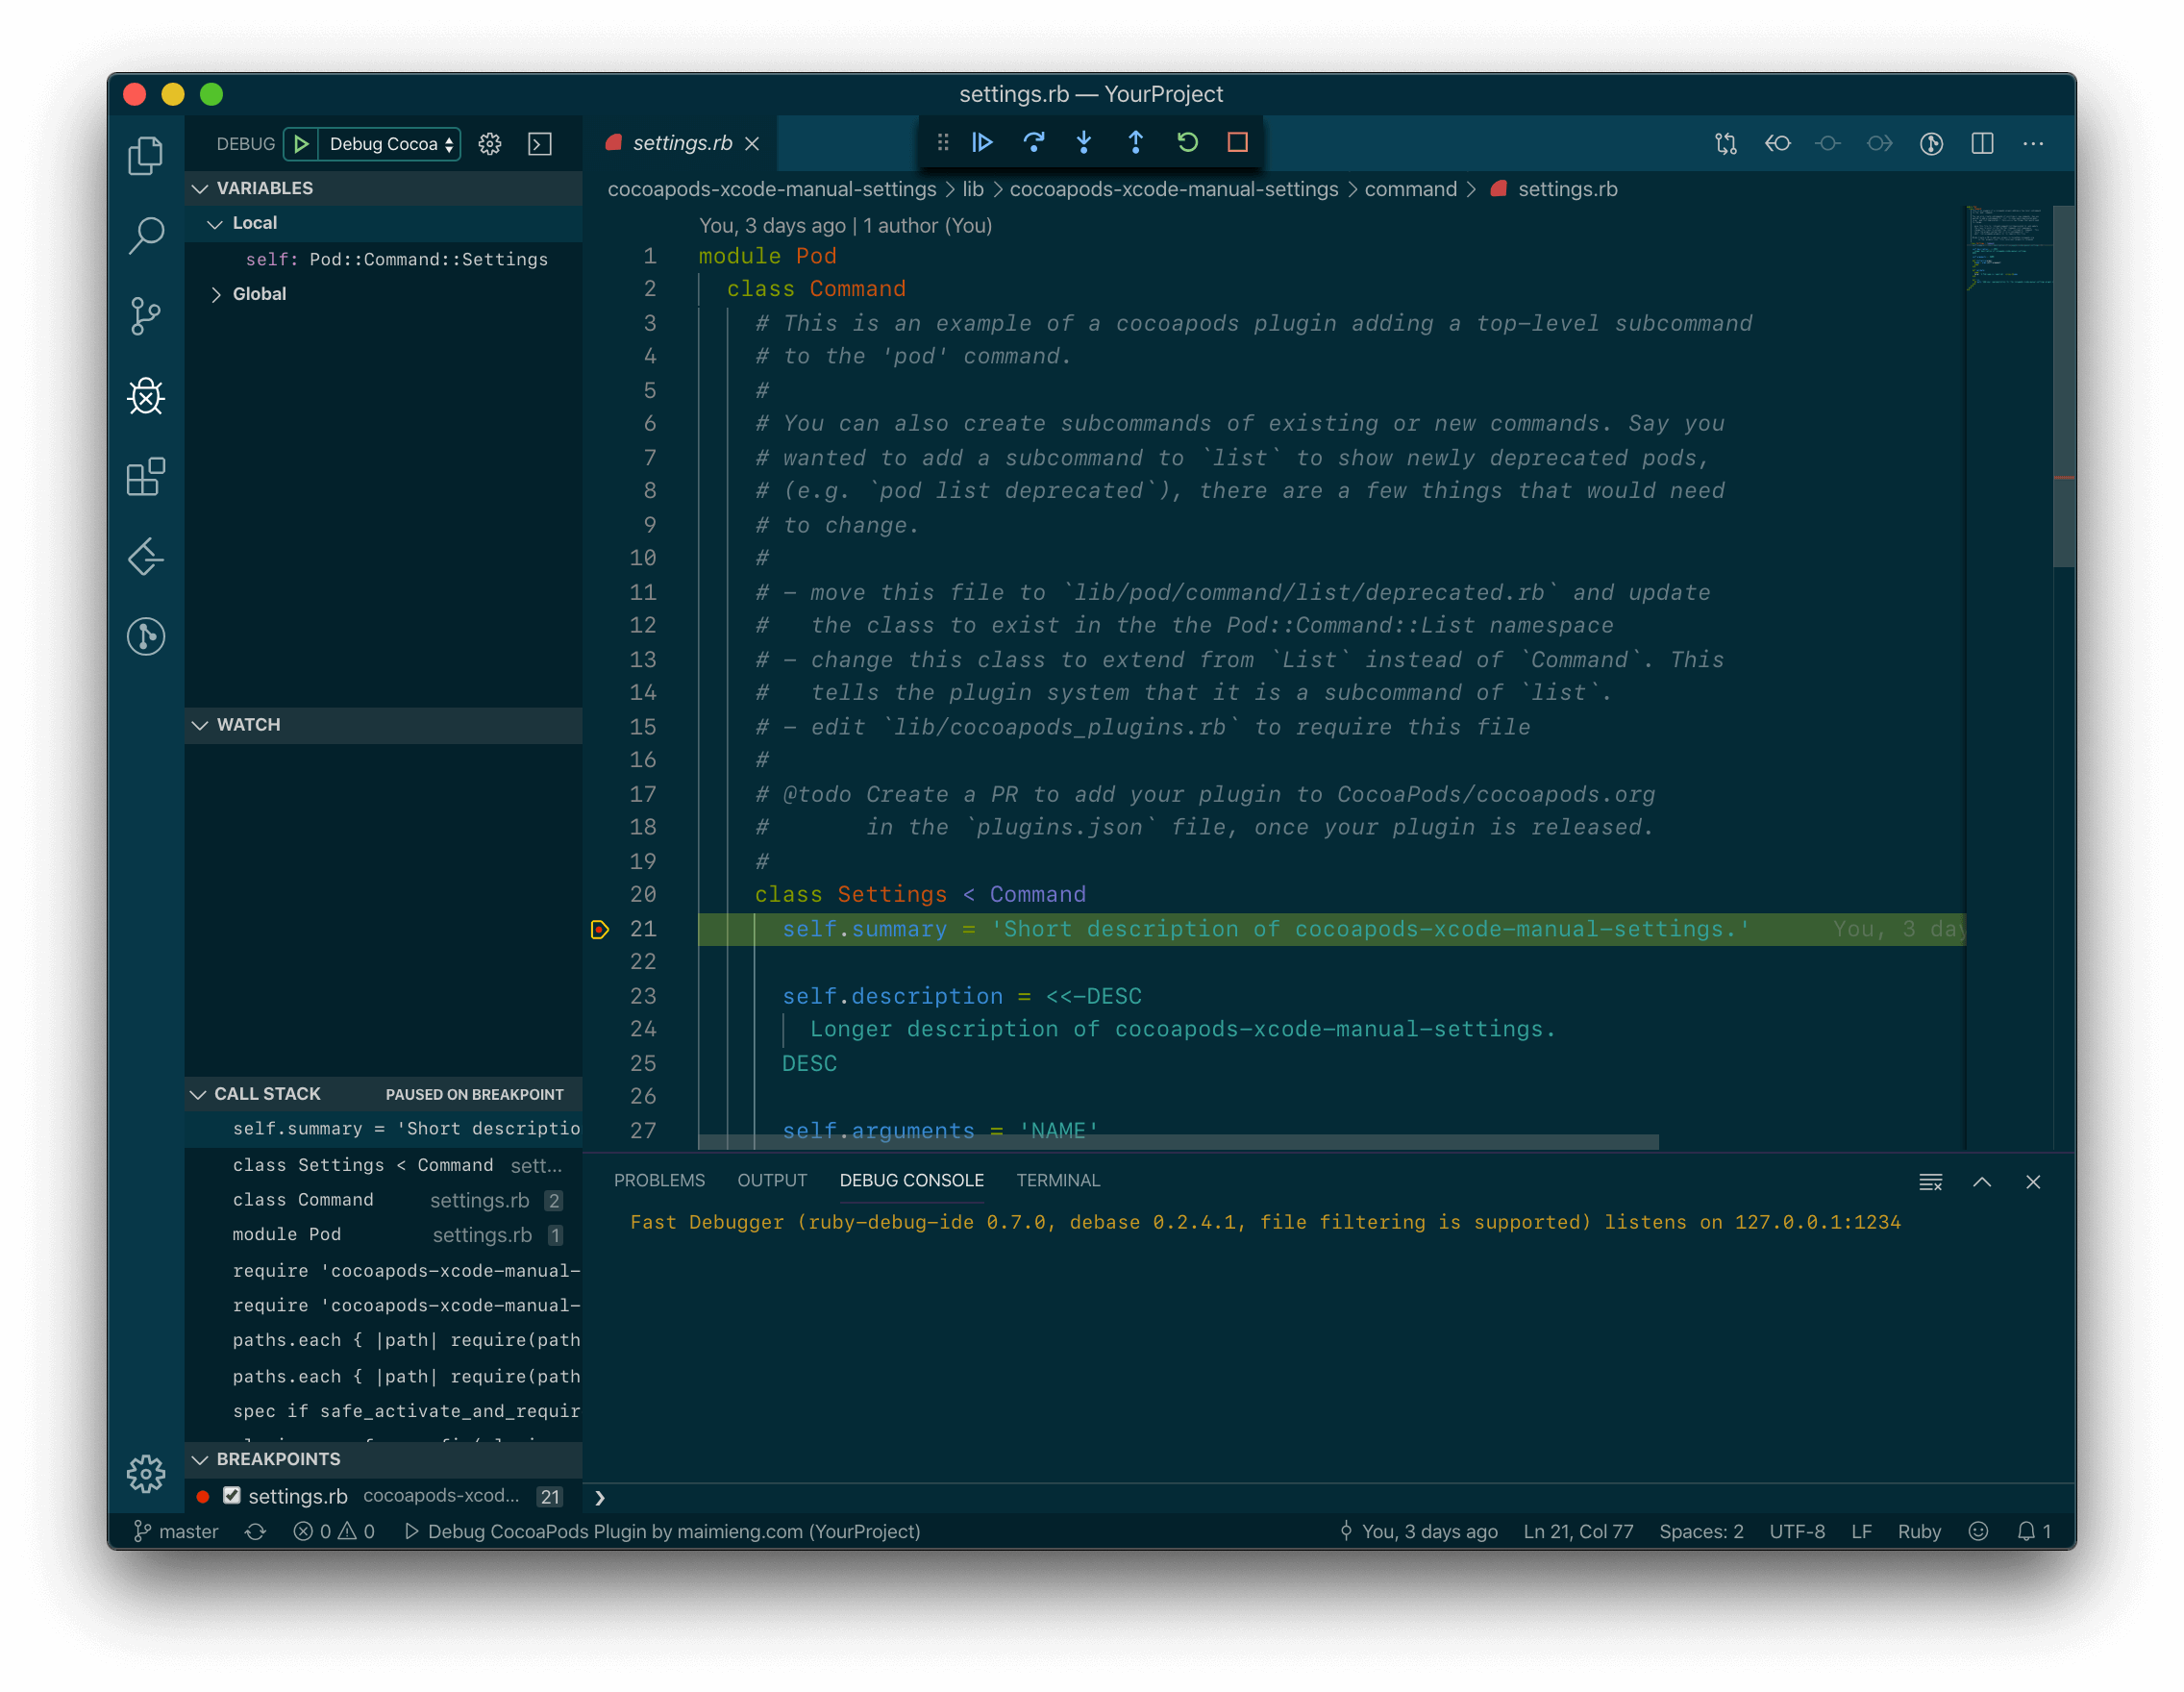 settings.rb — YourProject
DEBUG Debug Cocoa
VARIABLES
Local
self: Pod::Command::Settings
Global
WATCH
CALL STACK PAUSED ON BREAKPOINT
self.summary = 'Short descriptio
class Settings < Command sett...
class Command settings.rb 2
module Pod settings.rb 1
require 'cocoapods-xcode-manual-
require 'cocoapods-xcode-manual-
paths.each { |path| require(path
paths.each { |path| require(path
spec if safe_activate_and_requir
BREAKPOINTS
settings.rb cocoapods-xcod... 21
settings.rb
cocoapods-xcode-manual-settings > lib > cocoapods-xcode-manual-settings > command > settings.rb
You, 3 days ago | 1 author (You)
1 module Pod
2 class Command
3 # This is an example of a cocoapods plugin adding a top-level subcommand
4 # to the 'pod' command.
5 #
6 # You can also create subcommands of existing or new commands. Say you
7 # wanted to add a subcommand to `list` to show newly deprecated pods,
8 # (e.g. `pod list deprecated`), there are a few things that would need
9 # to change.
10 #
11 # - move this file to `lib/pod/command/list/deprecated.rb` and update
12 # the class to exist in the the Pod::Command::List namespace
13 # - change this class to extend from `List` instead of `Command`. This
14 # tells the plugin system that it is a subcommand of `list`.
15 # - edit `lib/cocoapods_plugins.rb` to require this file
16 #
17 # @todo Create a PR to add your plugin to CocoaPods/cocoapods.org
18 # in the `plugins.json` file, once your plugin is released.
19 #
20 class Settings < Command
21 self.summary = 'Short description of cocoapods-xcode-manual-settings.' You, 3 day
22
23 self.description = <<-DESC
24 Longer description of cocoapods-xcode-manual-settings.
25 DESC
26
27 self.arguments = 'NAME'
PROBLEMS OUTPUT DEBUG CONSOLE TERMINAL
Fast Debugger (ruby-debug-ide 0.7.0, debase 0.2.4.1, file filtering is supported) listens on 127.0.0.1:1234
master 0 0 Debug CocoaPods Plugin by maimieng.com (YourProject) You, 3 days ago Ln 21, Col 77 Spaces: 2 UTF-8 LF Ruby 1